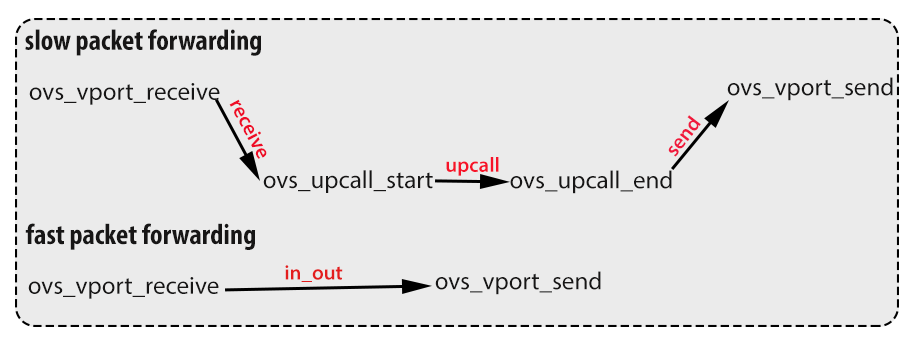 slow packet forwarding
ovs_vport_receive
receive
ovs_upcall_start
upcall
ovs_upcall_end
send
ovs_vport_send
fast packet forwarding
ovs_vport_receive
in_out
ovs_vport_send